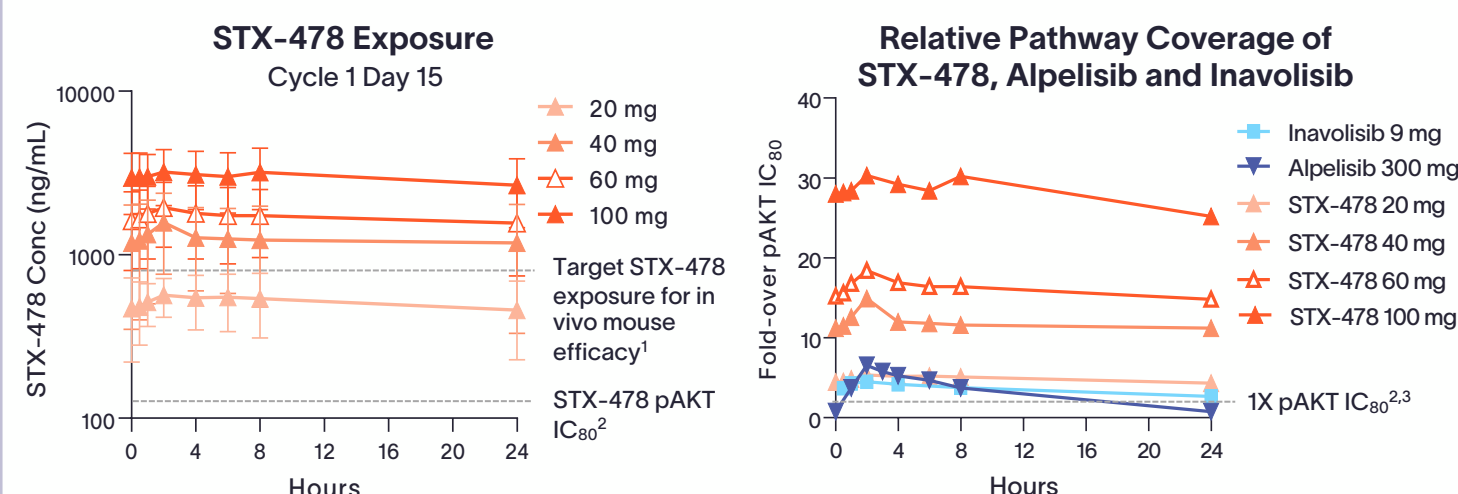 STX-478 Exposure
Cycle 1 Day 15
STX-478 Conc (ng/mL)
10000
1000
100
0 4 8 12 16 20 24
Hours
20 mg
40 mg
60 mg
100 mg
Target STX-478
exposure for in
vivo mouse
efficacy¹
STX-478 pAKT
IC₈₀²
Relative Pathway Coverage of
STX-478, Alpelisib and Inavolisib
Fold-over pAKT IC₈₀
40
30
20
10
0
0 4 8 12 16 20 24
Hours
Inavolisib 9 mg
Alpelisib 300 mg
STX-478 20 mg
STX-478 40 mg
STX-478 60 mg
STX-478 100 mg
1X pAKT IC₈₀²,³